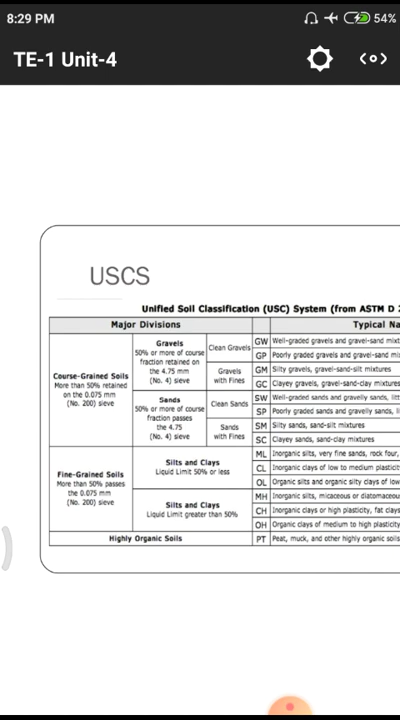 8:29 PM
54%
TE-1 Unit-4
USCS
Unified Soil Classification (USC) System (from ASTM D
Major Divisions
Typical Na
Course-Grained Soils
More than 50% retained
on the 0.075 mm
(No. 200) sieve
Gravels
50% or more of course
fraction retained on
the 4.75 mm
(No. 4) sieve
Clean Gravels
GW Well-graded gravels and gravel-sand mixt
GP Poorly graded gravels and gravel-sand mi
Gravels
with Fines
GM Silty gravels, gravel-sand-silt mixtures
GC Clayey gravels, gravel-sand-clay mixtures
Sands
50% or more of course
fraction passes
the 4.75
(No. 4) sieve
Clean Sands
SW Well-graded sands and gravelly sands, litt
SP Poorly graded sands and gravelly sands, li
Sands
with Fines
SM Silty sands, sand-silt mixtures
SC Clayey sands, sand-clay mixtures
Fine-Grained Soils
More than 50% passes
the 0.075 mm
(No. 200) sieve
Silts and Clays
Liquid Limit 50% or less
ML Inorganic silts, very fine sands, rock four,
CL Inorganic clays of low to medium plasticit
OL Organic silts and organic silty clays of low
Silts and Clays
Liquid Limit greater than 50%
MH Inorganic silts, micaceous or diatomaceou
CH Inorganic clays or high plasticity, fat clays
OH Organic clays of medium to high plasticity
Highly Organic Soils
PT Peat, muck, and other highly organic soils